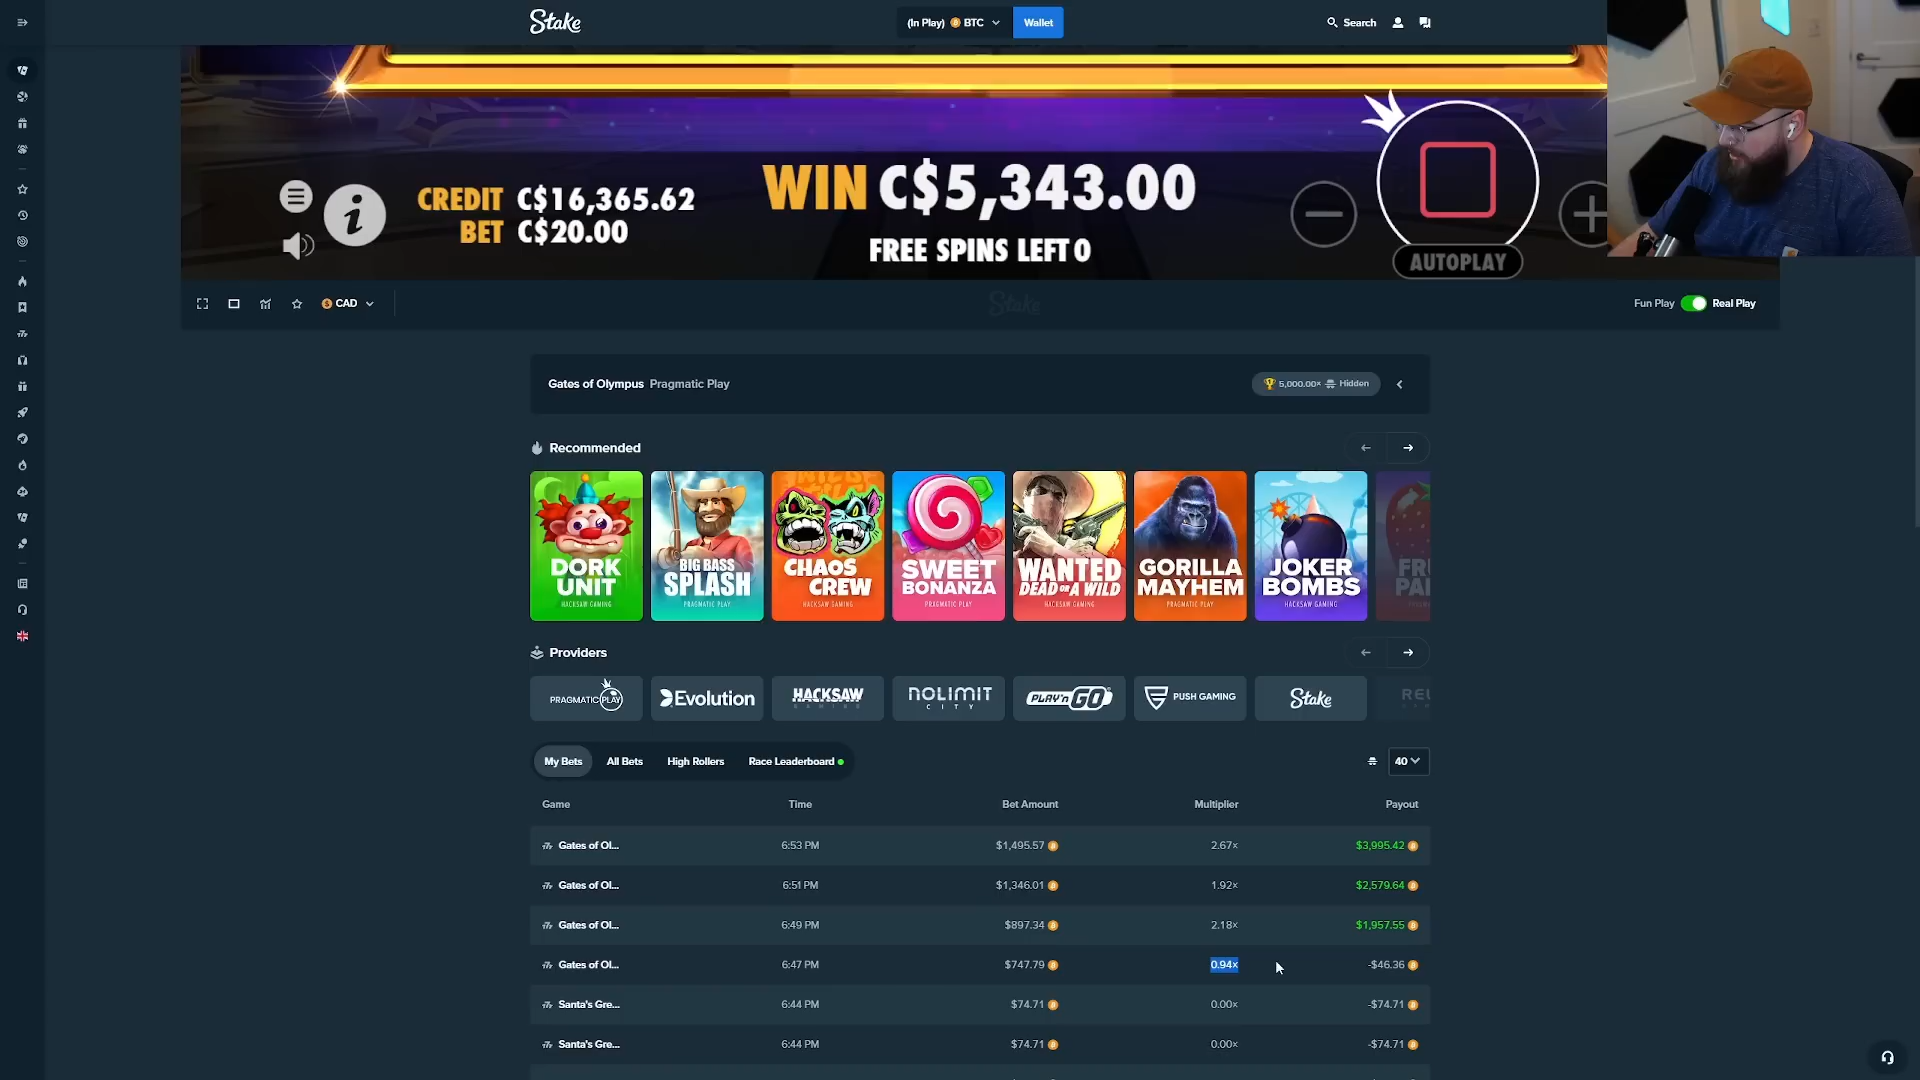 Stake
(In Play) BTC
Wallet
Search
CREDIT C$16,365.62
BET C$20.00
WIN C$5,343.00
FREE SPINS LEFT 0
AUTOPLAY
CAD
Stake
Fun Play
Real Play
Gates of Olympus Pragmatic Play
5,000.00× Hidden
Recommended
DORK UNIT
HACKSAW GAMING
BIG BASS SPLASH
PRAGMATIC PLAY
CHAOS CREW
HACKSAW GAMING
SWEET BONANZA
PRAGMATIC PLAY
WANTED DEAD OR A WILD
HACKSAW GAMING
GORILLA MAYHEM
PRAGMATIC PLAY
JOKER BOMBS
HACKSAW GAMING
Providers
PRAGMATIC PLAY
Evolution
HACKSAW GAMING
NOLIMIT CITY
PLAY'n GO
PUSH GAMING
Stake
My Bets All Bets High Rollers Race Leaderboard
40
Game Time Bet Amount Multiplier Payout
Gates of Ol... 6:53 PM $1,495.57 2.67× $3,995.42
Gates of Ol... 6:51 PM $1,346.01 1.92× $2,579.64
Gates of Ol... 6:49 PM $897.34 2.18× $1,957.55
Gates of Ol... 6:47 PM $747.79 0.94× -$46.36
Santa's Gre... 6:44 PM $74.71 0.00× -$74.71
Santa's Gre... 6:44 PM $74.71 0.00× -$74.71